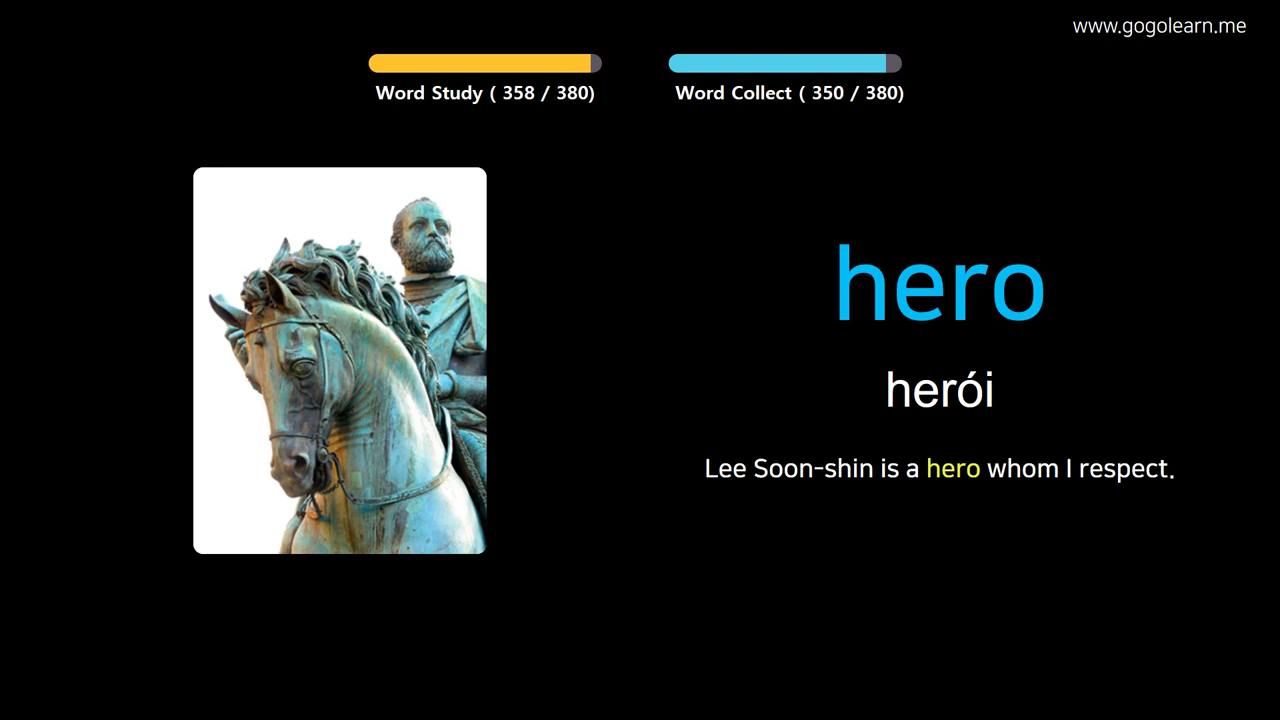 www.gogolearn.me
Word Study ( 358 / 380)
Word Collect ( 350 / 380)
hero
herói
Lee Soon-shin is a hero whom I respect.